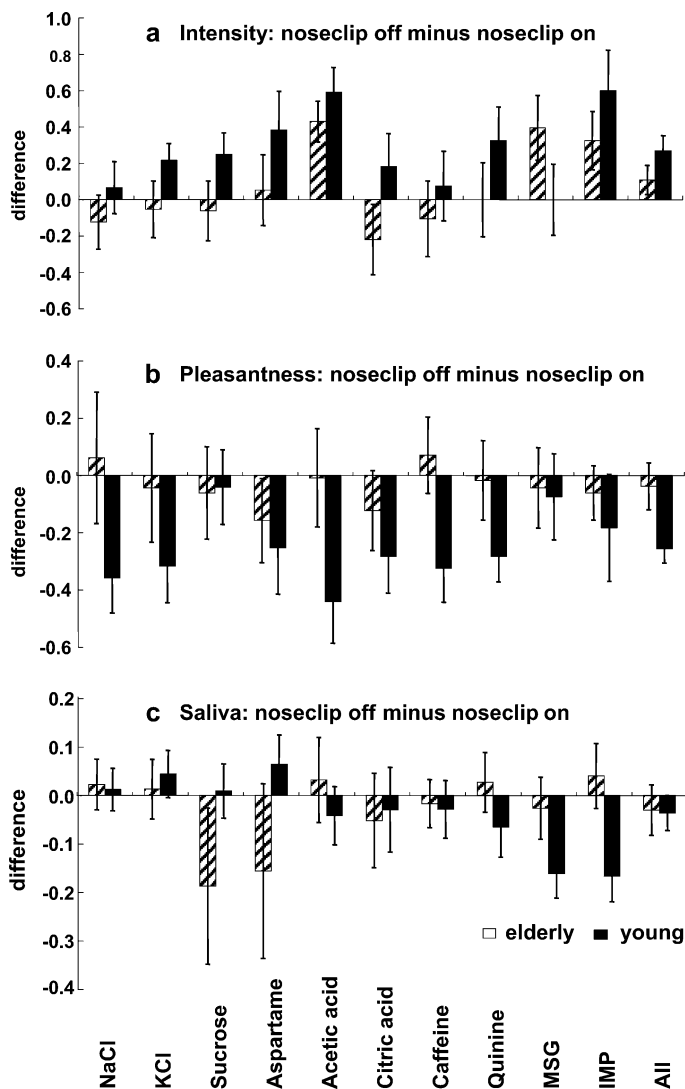 a Intensity: noseclip off minus noseclip on
1.0
0.8
0.6
0.4
0.2
0.0
-0.2
-0.4
-0.6
difference
b Pleasantness: noseclip off minus noseclip on
0.4
0.2
0.0
-0.2
-0.4
-0.6
difference
c Saliva: noseclip off minus noseclip on
0.2
0.1
0.0
-0.1
-0.2
-0.3
-0.4
difference
elderly young
NaCl
KCl
Sucrose
Aspartame
Acetic acid
Citric acid
Caffeine
Quinine
MSG
IMP
All